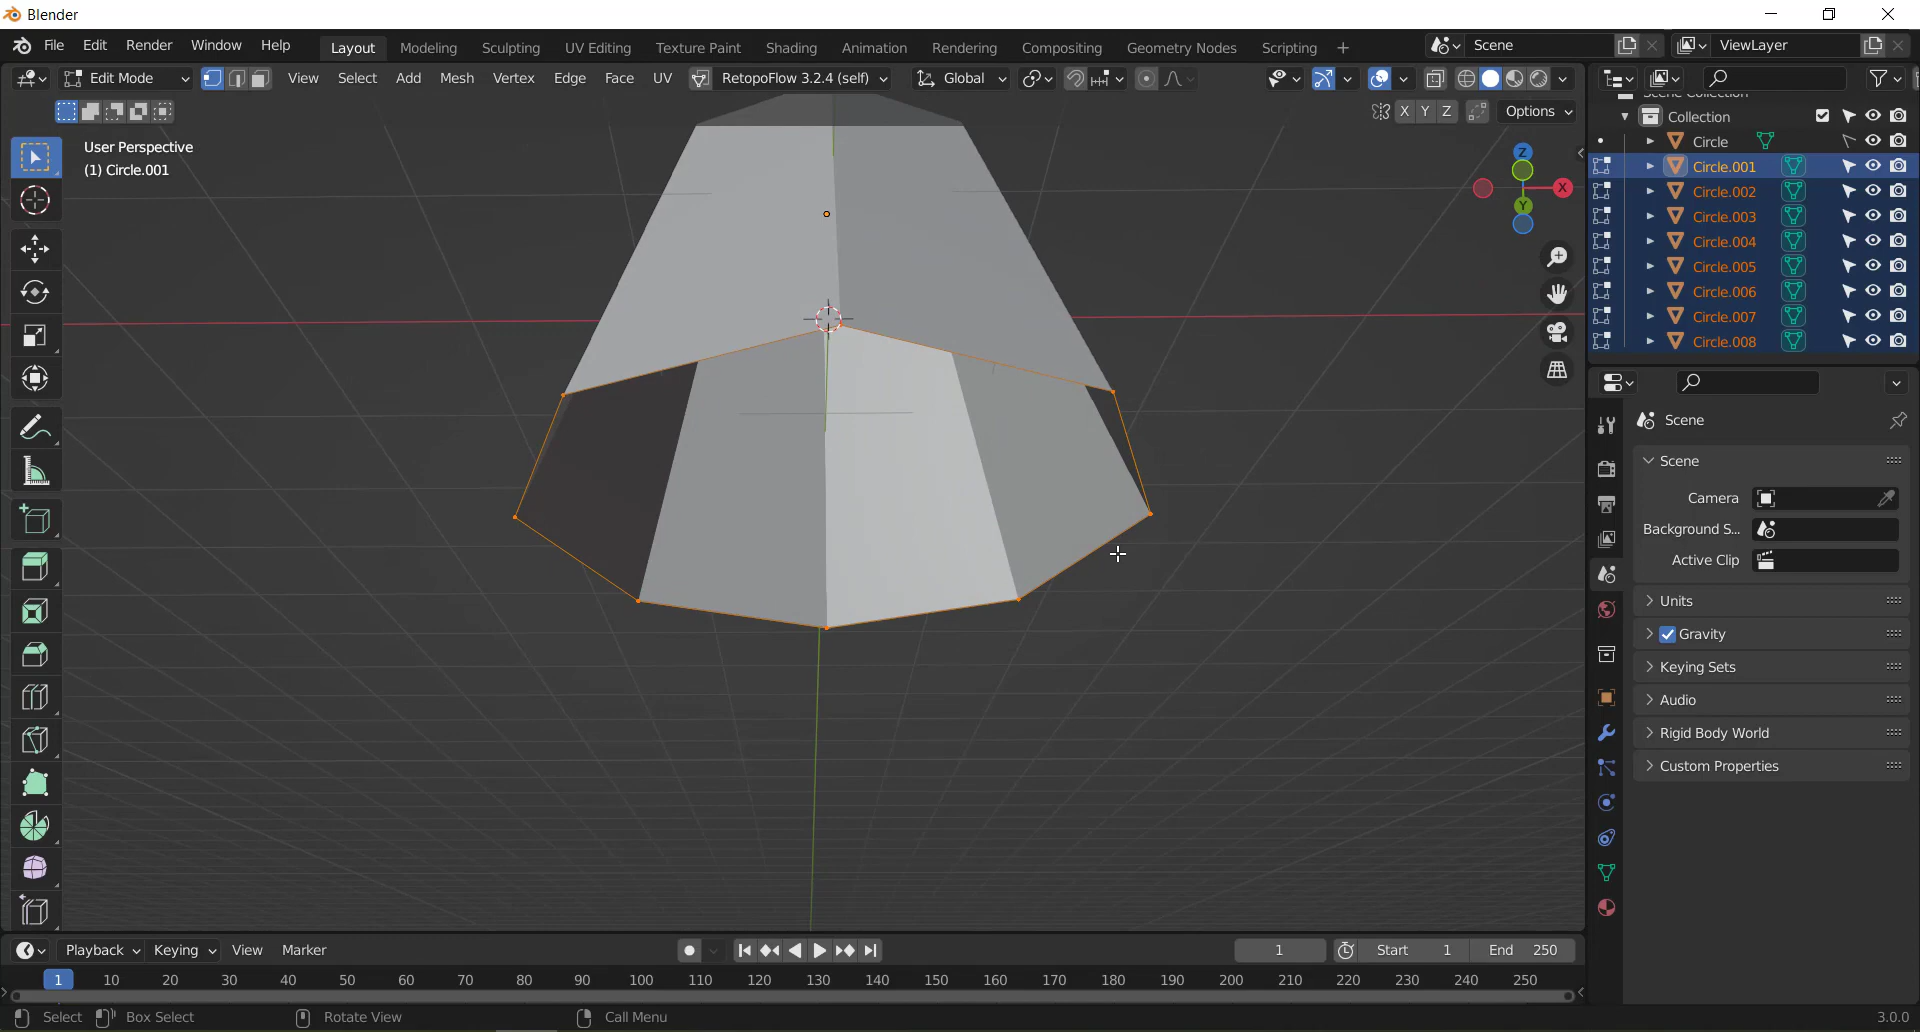 Blender
File Edit Render Window Help Layout Modeling Sculpting UV Editing Texture Paint Shading Animation Rendering Compositing Geometry Nodes Scripting + Scene ViewLayer
Edit Mode View Select Add Mesh Vertex Edge Face UV RetopoFlow 3.2.4 (self) Global
X Y Z Options
User Perspective
(1) Circle.001
Z
X
Y
Scene Collection
Collection
Circle
Circle.001
Circle.002
Circle.003
Circle.004
Circle.005
Circle.006
Circle.007
Circle.008
Scene
Scene
Camera
Background S...
Active Clip
Units
Gravity
Keying Sets
Audio
Rigid Body World
Custom Properties
Playback Keying View Marker 1 Start 1 End 250
1 10 20 30 40 50 60 70 80 90 100 110 120 130 140 150 160 170 180 190 200 210 220 230 240 250
Select Box Select Rotate View Call Menu 3.0.0